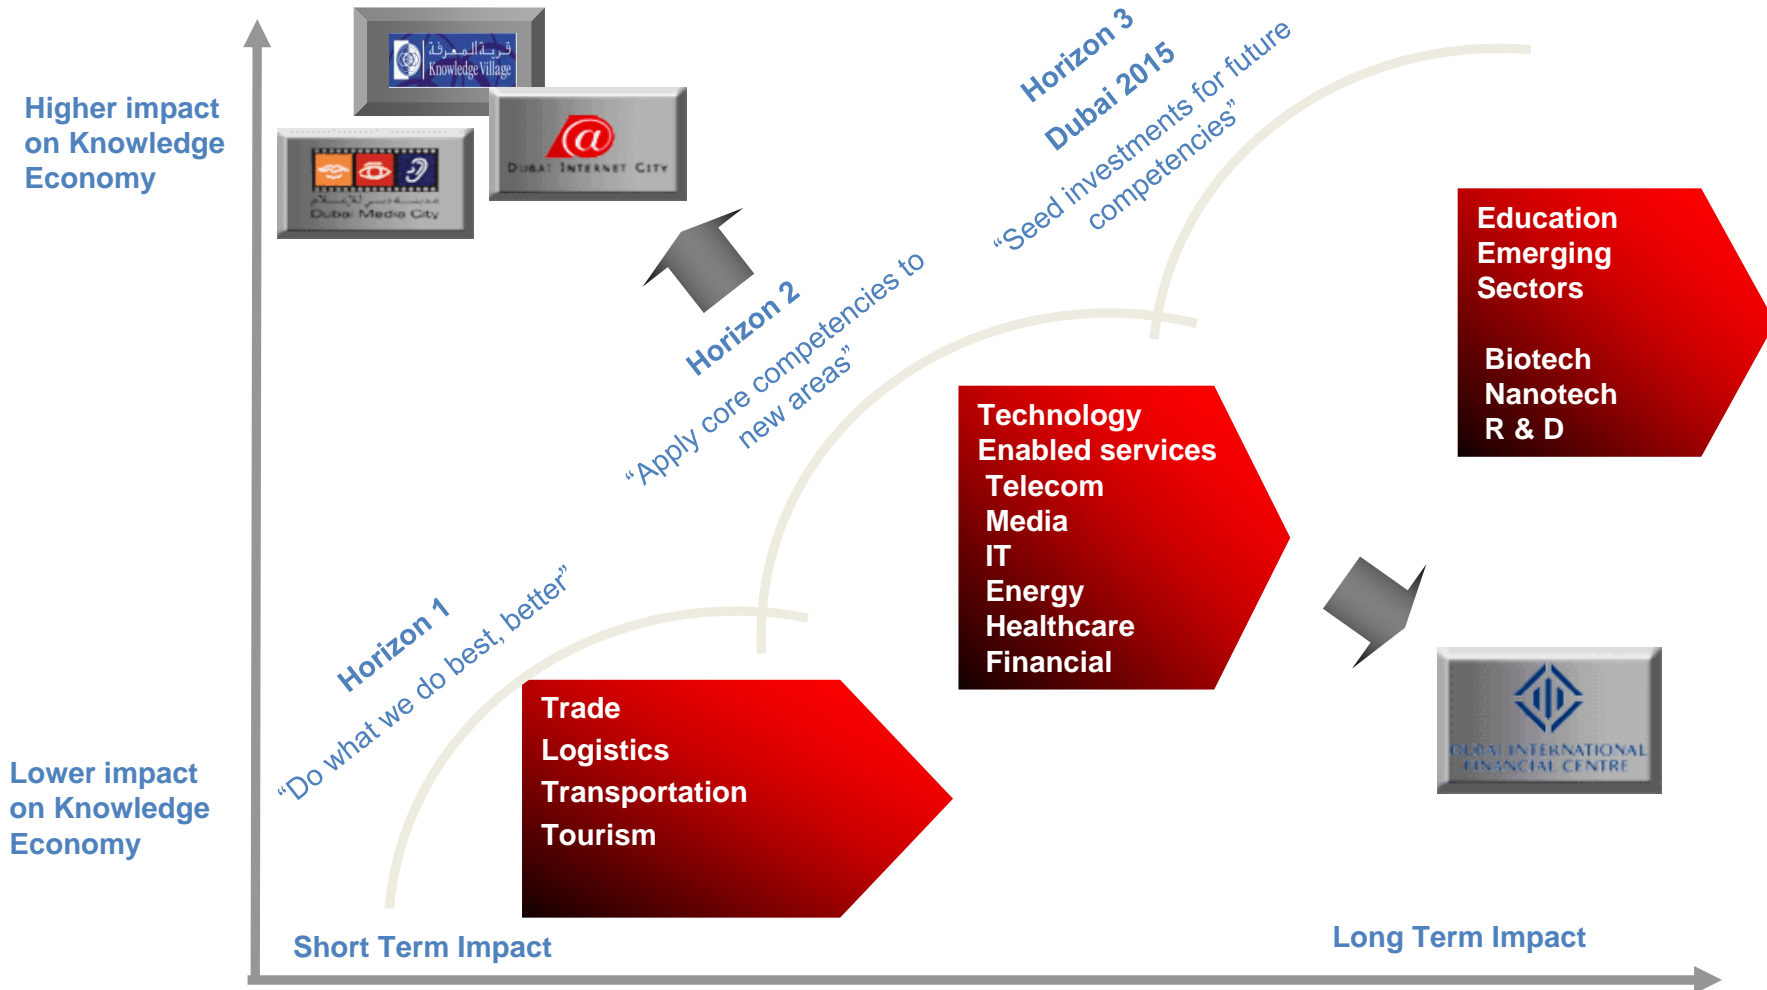 قرية المعرفة
Knowledge Village
DUBAI INTERNET CITY
مدينة دبي للإعلام
Dubai Media City
Higher impact
on Knowledge
Economy
Horizon 3
Dubai 2015
“Seed investments for future
competencies”
Education
Emerging
Sectors
Biotech
Nanotech
R & D
Horizon 2
“Apply core competencies to
new areas”
Technology
Enabled services
Telecom
Media
IT
Energy
Healthcare
Financial
Horizon 1
“Do what we do best, better”
Trade
Logistics
Transportation
Tourism
DUBAI INTERNATIONAL
FINANCIAL CENTRE
Lower impact
on Knowledge
Economy
Short Term Impact
Long Term Impact